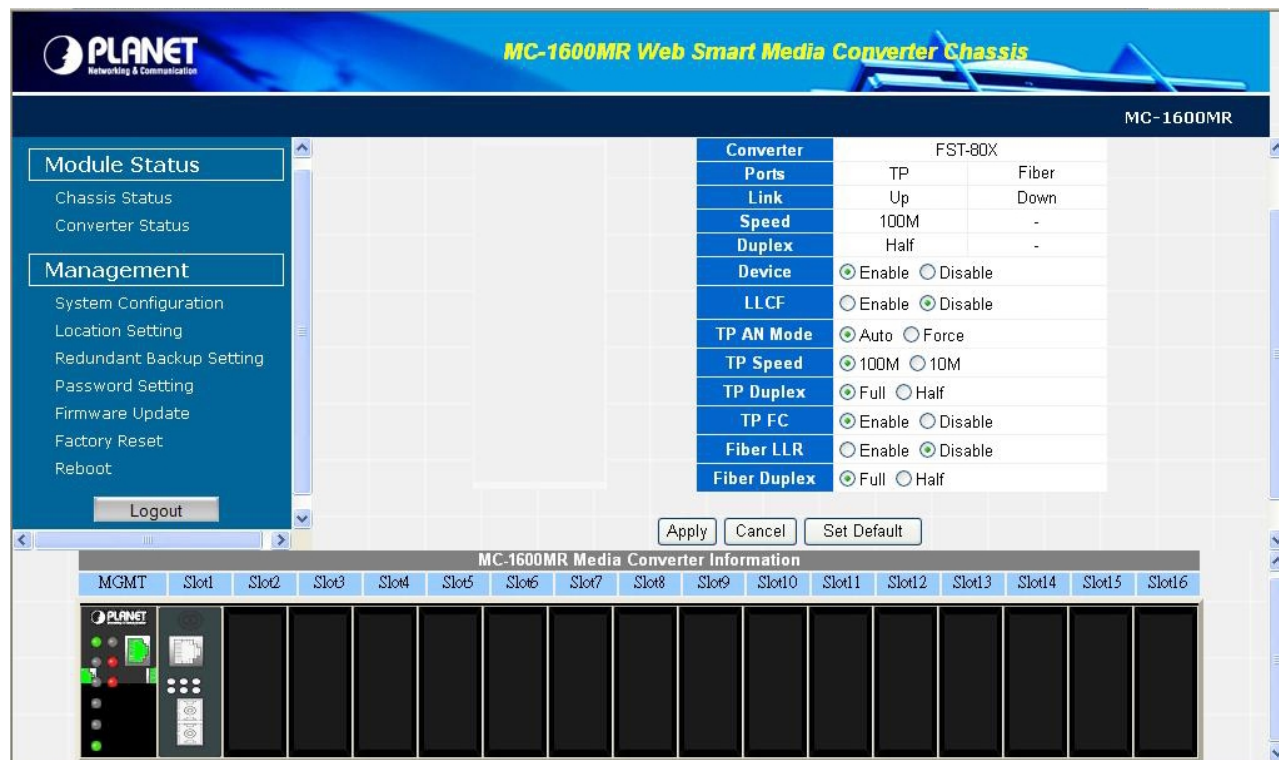 PLANET
Networking & Communication
MC-1600MR Web Smart Media Converter Chassis
MC-1600MR
Module Status
Chassis Status
Converter Status
Management
System Configuration
Location Setting
Redundant Backup Setting
Password Setting
Firmware Update
Factory Reset
Reboot
Logout
Converter FST-80X
Ports TP Fiber
Link Up Down
Speed 100M -
Duplex Half -
Device Enable Disable
LLCF Enable Disable
TP AN Mode Auto Force
TP Speed 100M 10M
TP Duplex Full Half
TP FC Enable Disable
Fiber LLR Enable Disable
Fiber Duplex Full Half
Apply Cancel Set Default
MC-1600MR Media Converter Information
MGMT Slot1 Slot2 Slot3 Slot4 Slot5 Slot6 Slot7 Slot8 Slot9 Slot10 Slot11 Slot12 Slot13 Slot14 Slot15 Slot16
PLANET